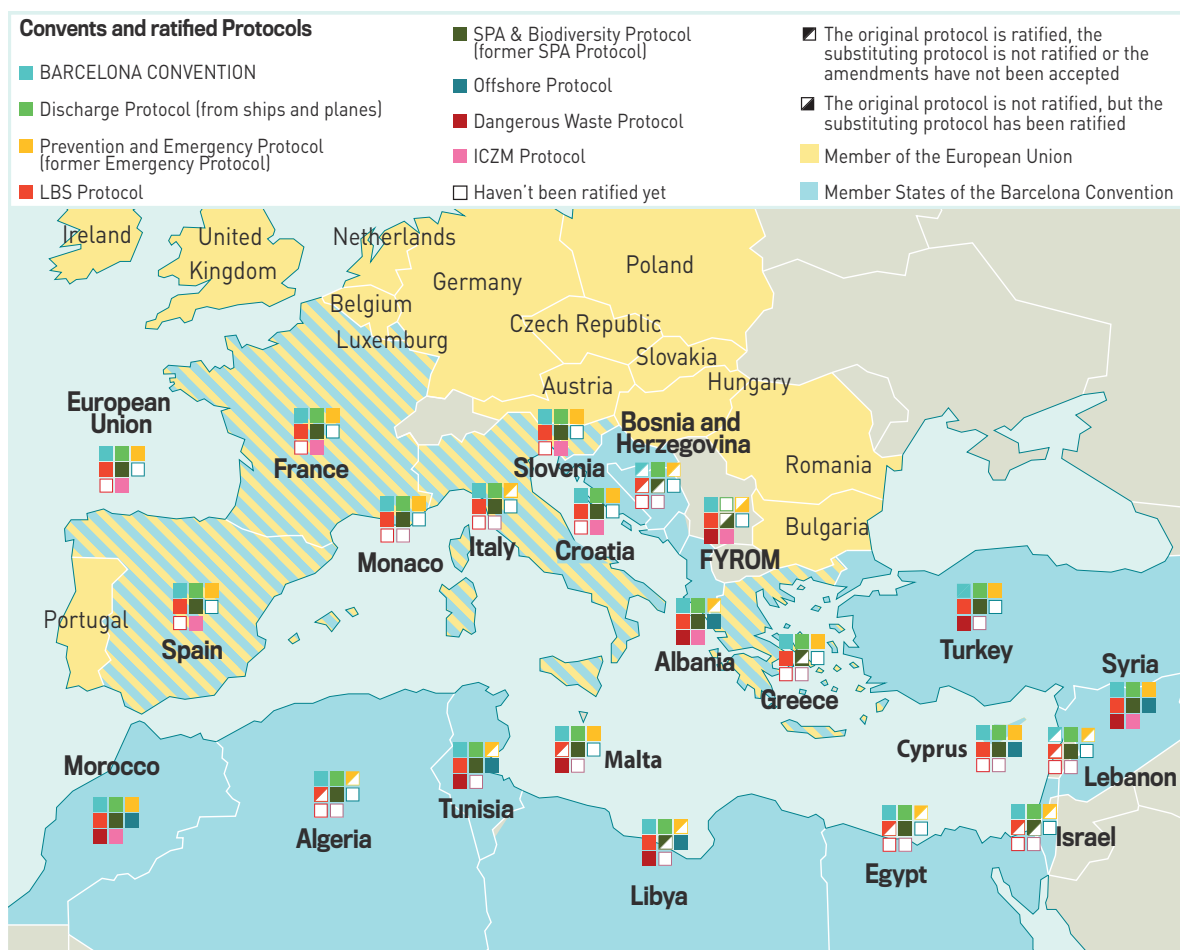 Convents and ratified Protocols
BARCELONA CONVENTION
Discharge Protocol (from ships and planes)
Prevention and Emergency Protocol
(former Emergency Protocol)
LBS Protocol
SPA & Biodiversity Protocol
(former SPA Protocol)
Offshore Protocol
Dangerous Waste Protocol
ICZM Protocol
Haven't been ratified yet
The original protocol is ratified, the
substituting protocol is not ratified or the
amendments have not been accepted
The original protocol is not ratified, but the
substituting protocol has been ratified
Member of the European Union
Member States of the Barcelona Convention
Ireland
United
Kingdom
Netherlands
Poland
Germany
Belgium
Czech Republic
Luxemburg
Slovakia
Austria
Hungary
European
Union
Bosnia and
Herzegovina
France
Slovenia
Romania
Bulgaria
Monaco
Italy
Croatia
FYROM
Portugal
Spain
Albania
Turkey
Syria
Greece
Cyprus
Lebanon
Morocco
Malta
Tunisia
Algeria
Israel
Egypt
Libya